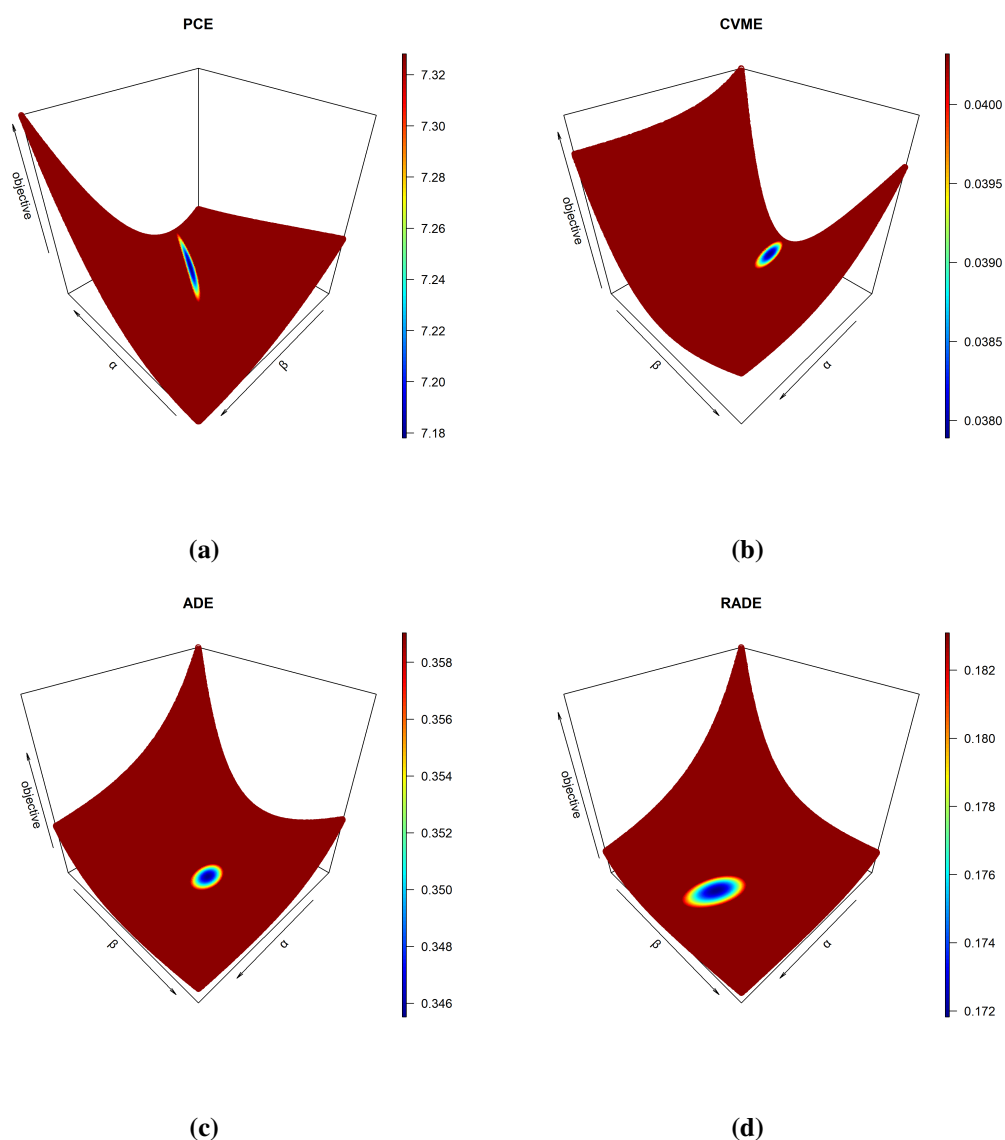 PCE
7.32
7.30
7.28
7.26
7.24
7.22
7.20
7.18
objective
α
β
(a)
CVME
0.0400
0.0395
0.0390
0.0385
0.0380
objective
β
α
(b)
ADE
0.358
0.356
0.354
0.352
0.350
0.348
0.346
objective
β
α
(c)
RADE
0.182
0.180
0.178
0.176
0.174
0.172
objective
β
α
(d)